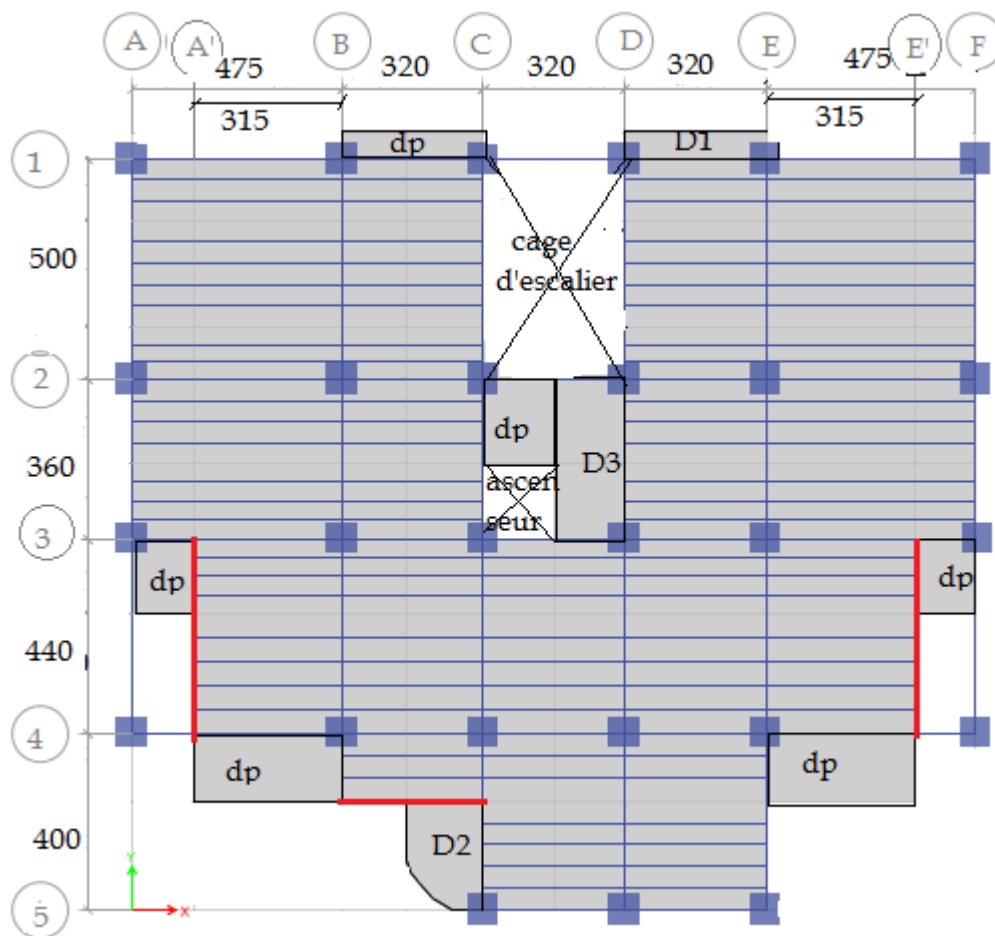 A A' B C D E E' F
475 320 320 320 475
315 315
1
dp D1
500
cage
d'escalier
2
360
dp
D3
ascen
seur
3
dp dp
440
4
dp dp
400
D2
Y
X
5